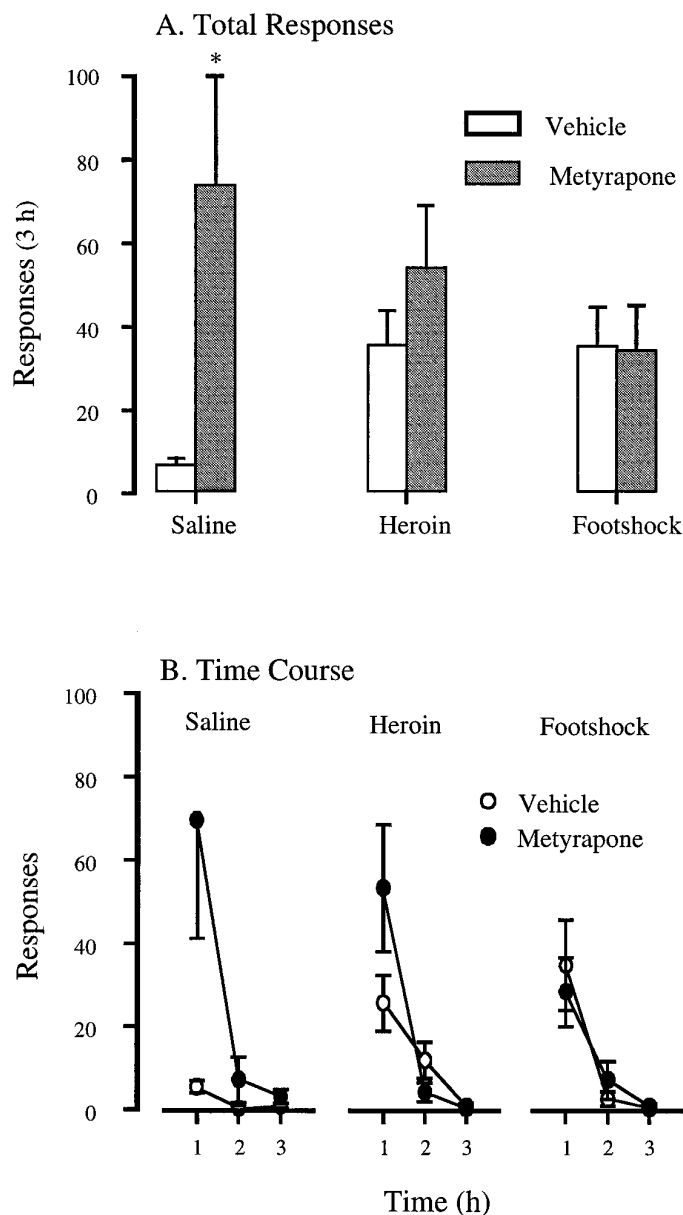 A. Total Responses
*
100
80
60
40
20
0
Responses (3 h)
Vehicle
Metyrapone
Saline
Heroin
Footshock
B. Time Course
100
80
60
40
20
0
Responses
Saline
Heroin
Footshock
Vehicle
Metyrapone
1 2 3
1 2 3
1 2 3
Time (h)